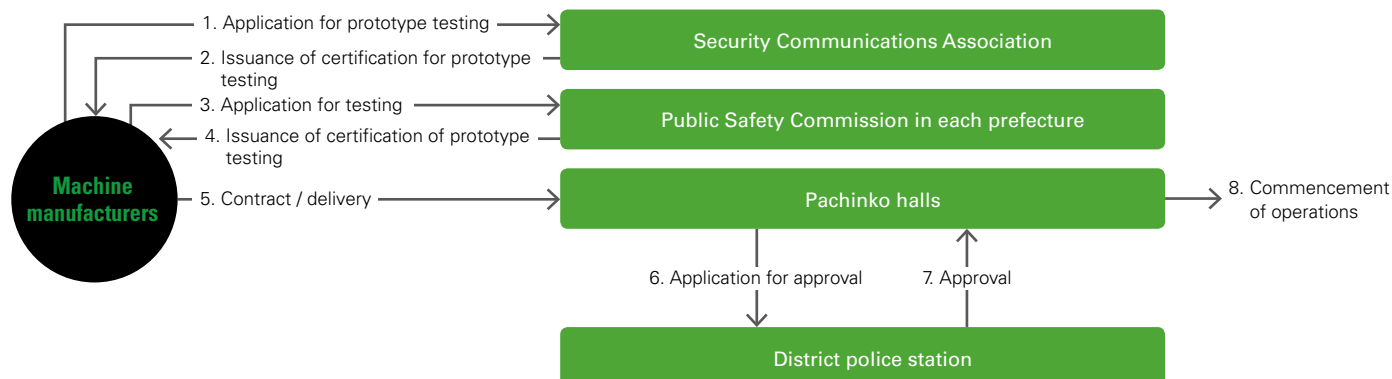 1. Application for prototype testing
Security Communications Association
2. Issuance of certification for prototype
testing
3. Application for testing
Public Safety Commission in each prefecture
4. Issuance of certification of prototype
testing
Machine
manufacturers
5. Contract / delivery
Pachinko halls
8. Commencement
of operations
6. Application for approval
7. Approval
District police station